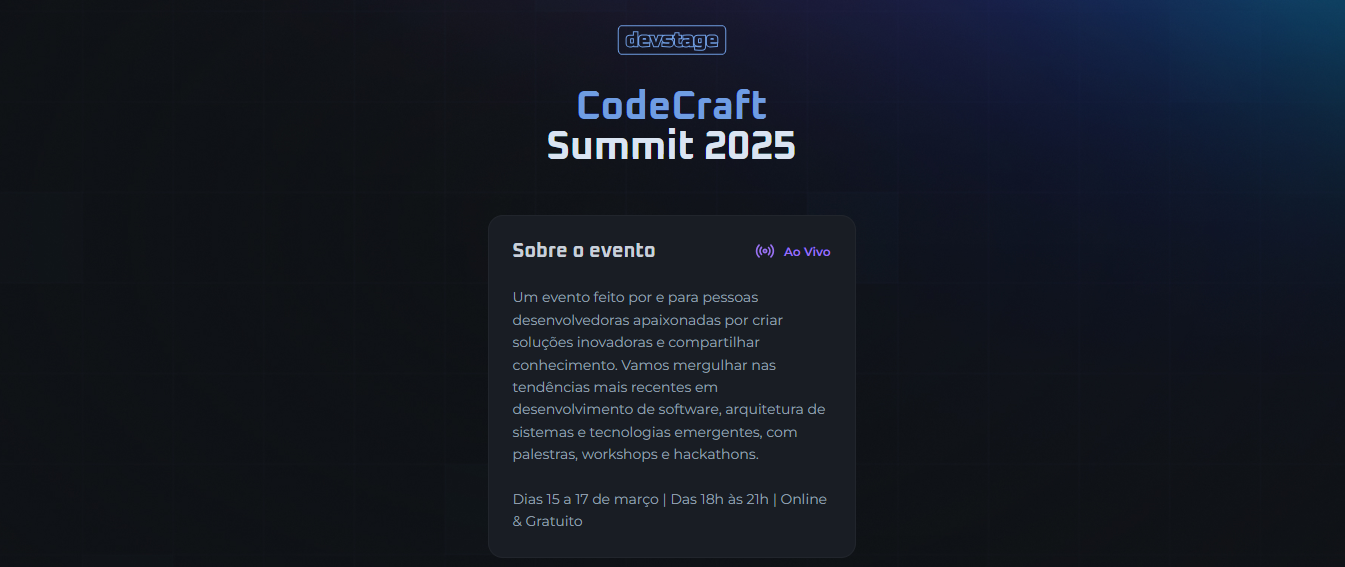 devstage
CodeCraft
Summit 2025
Sobre o evento
Ao Vivo
Um evento feito por e para pessoas
desenvolvedoras apaixonadas por criar
soluções inovadoras e compartilhar
conhecimento. Vamos mergulhar nas
tendências mais recentes em
desenvolvimento de software, arquitetura de
sistemas e tecnologias emergentes, com
palestras, workshops e hackathons.
Dias 15 a 17 de março | Das 18h às 21h | Online
& Gratuito